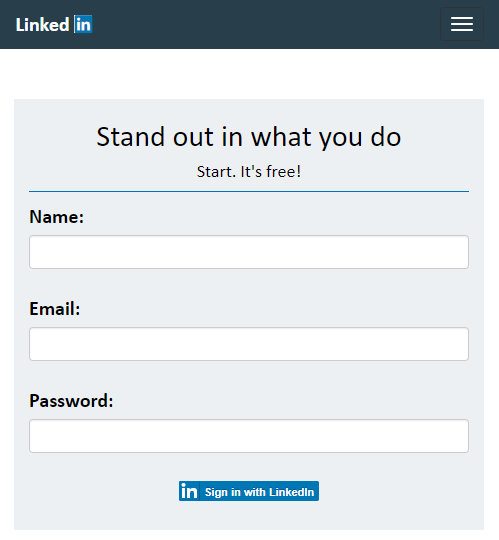 Linked in
Stand out in what you do
Start. It's free!
Name:
Email:
Password:
in Sign in with LinkedIn